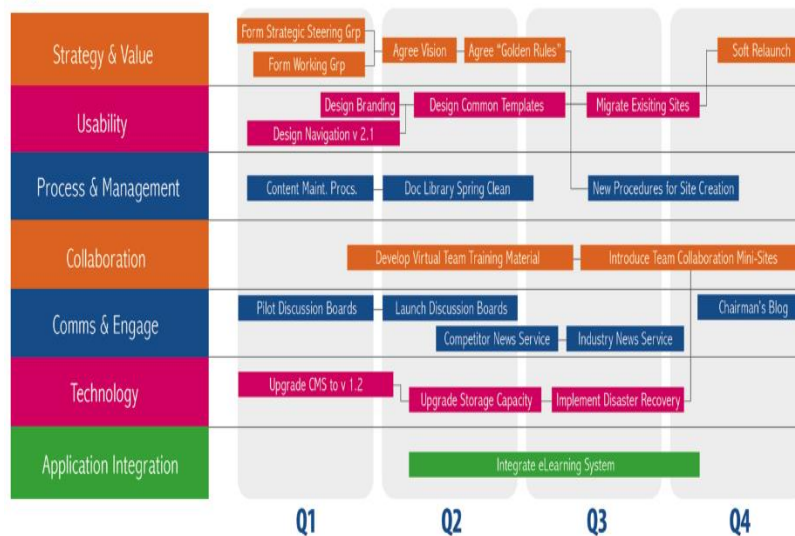 Strategy & Value
Form Strategic Steering Grp
Form Working Grp
Agree Vision
Agree “Golden Rules”
Soft Relaunch
Usability
Design Branding
Design Navigation v 2.1
Design Common Templates
Migrate Exisiting Sites
Process & Management
Content Maint. Procs.
Doc Library Spring Clean
New Procedures for Site Creation
Collaboration
Develop Virtual Team Training Material
Introduce Team Collaboration Mini-Sites
Comms & Engage
Pilot Discussion Boards
Launch Discussion Boards
Competitor News Service
Industry News Service
Chairman's Blog
Technology
Upgrade CMS to v 1.2
Upgrade Storage Capacity
Implement Disaster Recovery
Application Integration
Integrate eLearning System
Q1
Q2
Q3
Q4